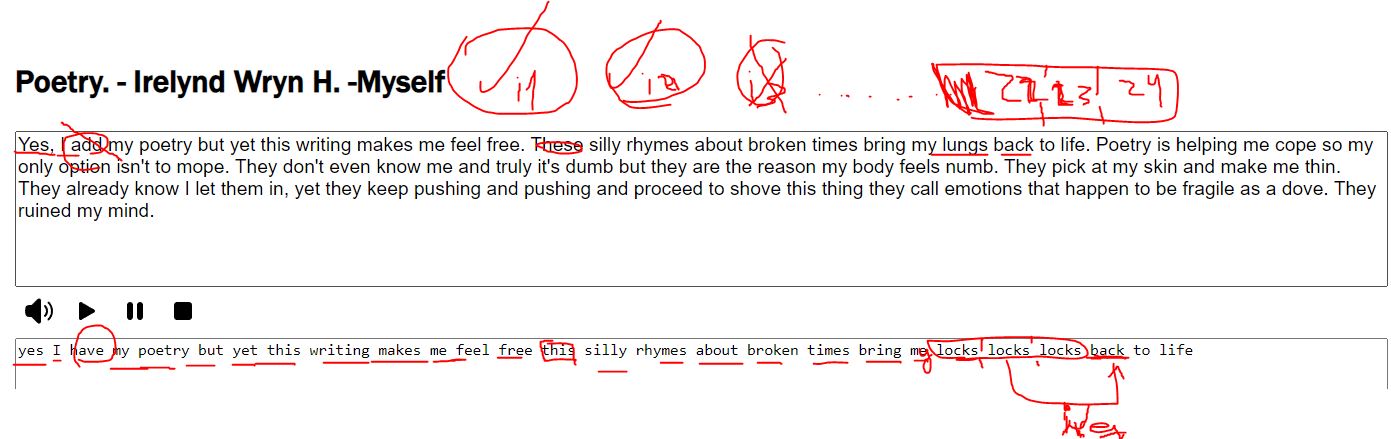 Poetry. - Irelynd Wryn H. -Myself
i1
22 23 24
Yes, I add my poetry but yet this writing makes me feel free. These silly rhymes about broken times bring my lungs back to life. Poetry is helping me cope so my
only option isn't to mope. They don't even know me and truly it's dumb but they are the reason my body feels numb. They pick at my skin and make me thin.
They already know I let them in, yet they keep pushing and pushing and proceed to shove this thing they call emotions that happen to be fragile as a dove. They
ruined my mind.
yes I have my poetry but yet this writing makes me feel free this silly rhymes about broken times bring my locks locks locks back to life